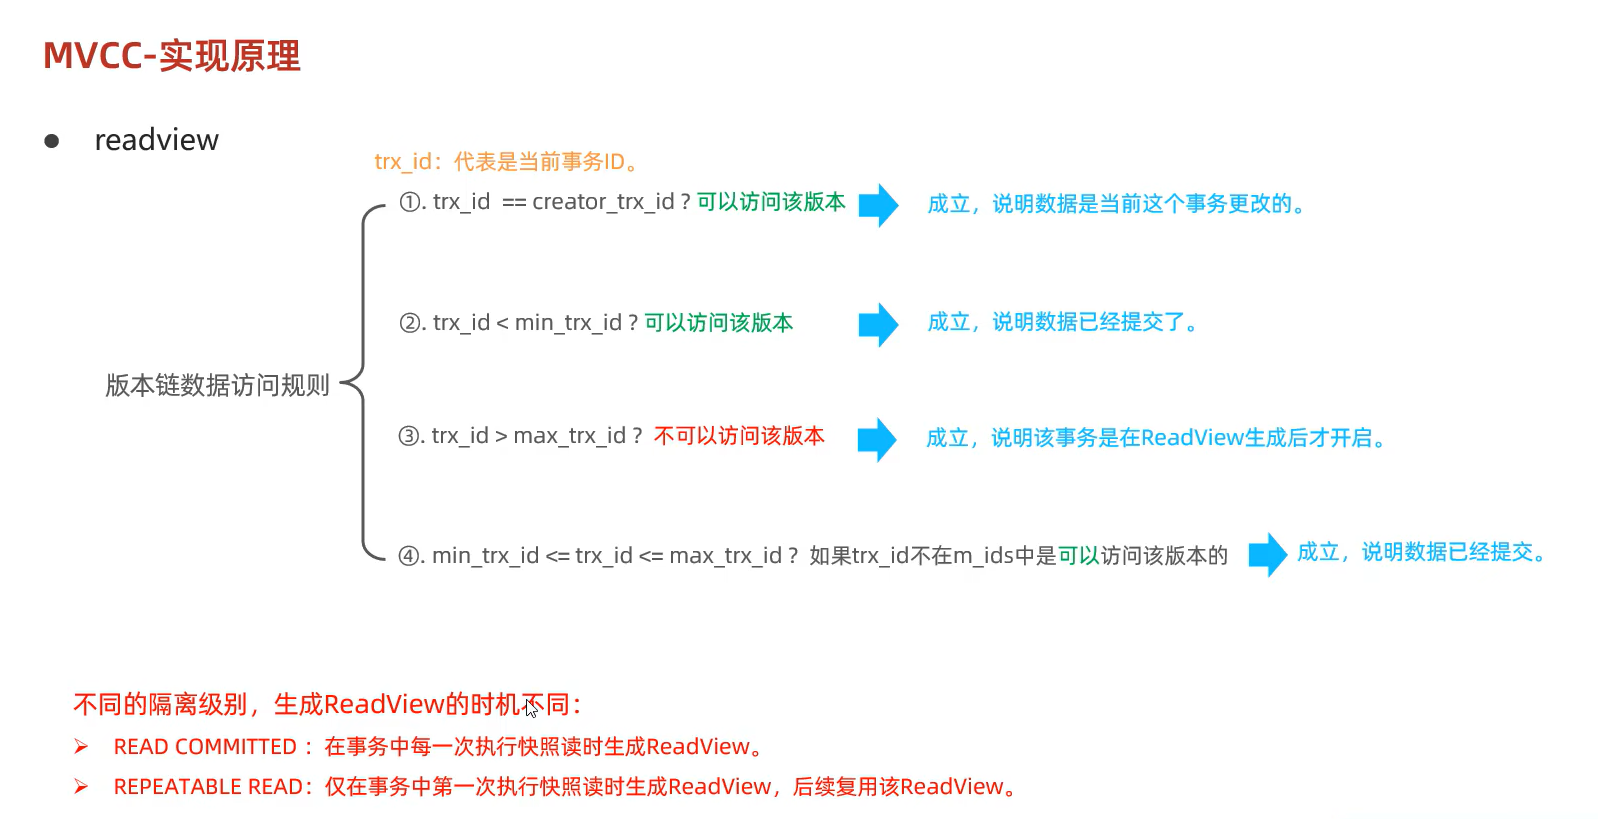 MVCC-实现原理
● readview
trx_id：代表是当前事务ID。
①. trx_id == creator_trx_id ? 可以访问该版本 成立，说明数据是当前这个事务更改的。
②. trx_id < min_trx_id ? 可以访问该版本 成立，说明数据已经提交了。
版本链数据访问规则
③. trx_id > max_trx_id ? 不可以访问该版本 成立，说明该事务是在ReadView生成后才开启。
④. min_trx_id <= trx_id <= max_trx_id ? 如果trx_id不在m_ids中是可以访问该版本的 成立，说明数据已经提交。
不同的隔离级别，生成ReadView的时机不同：
➢ READ COMMITTED ：在事务中每一次执行快照读时生成ReadView。
➢ REPEATABLE READ：仅在事务中第一次执行快照读时生成ReadView，后续复用该ReadView。